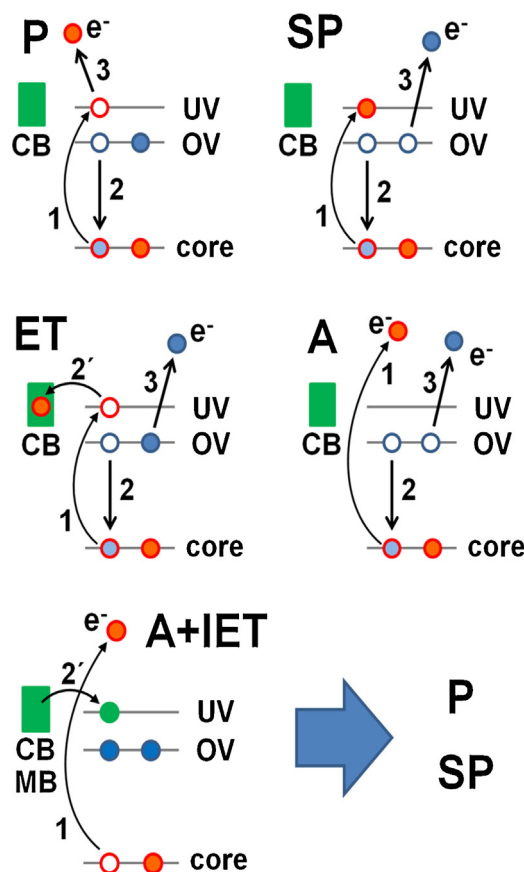 P
e-
3
UV
CB
OV
2
1
core
SP
e-
3
UV
CB
OV
2
1
core
ET
e-
2´
3
UV
CB
OV
2
1
core
A
e-
e-
1
3
UV
CB
OV
2
core
A+IET
e-
2´
UV
CB
MB
OV
1
core
P
SP